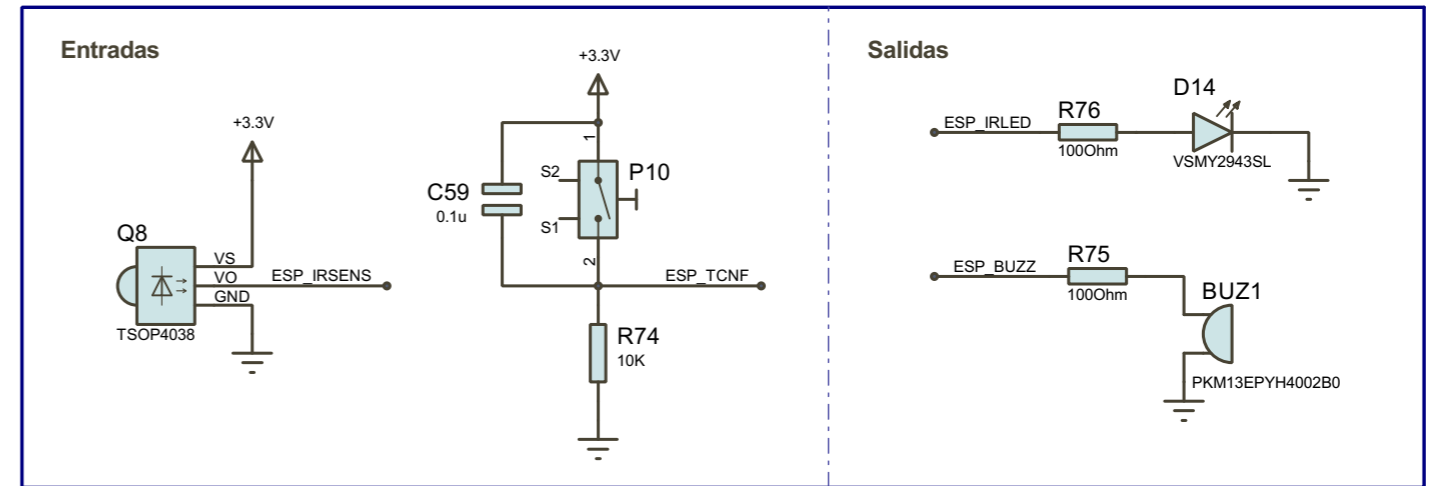 Entradas
+3.3V
Q8
VS
VO
GND
ESP_IRSENS
TSOP4038
+3.3V
1
S2
P10
C59
0.1u
S1
2
ESP_TCNF
R74
10K
Salidas
D14
ESP_IRLED
R76
100Ohm
VSMY2943SL
ESP_BUZZ
R75
100Ohm
BUZ1
PKM13EPYH4002B0